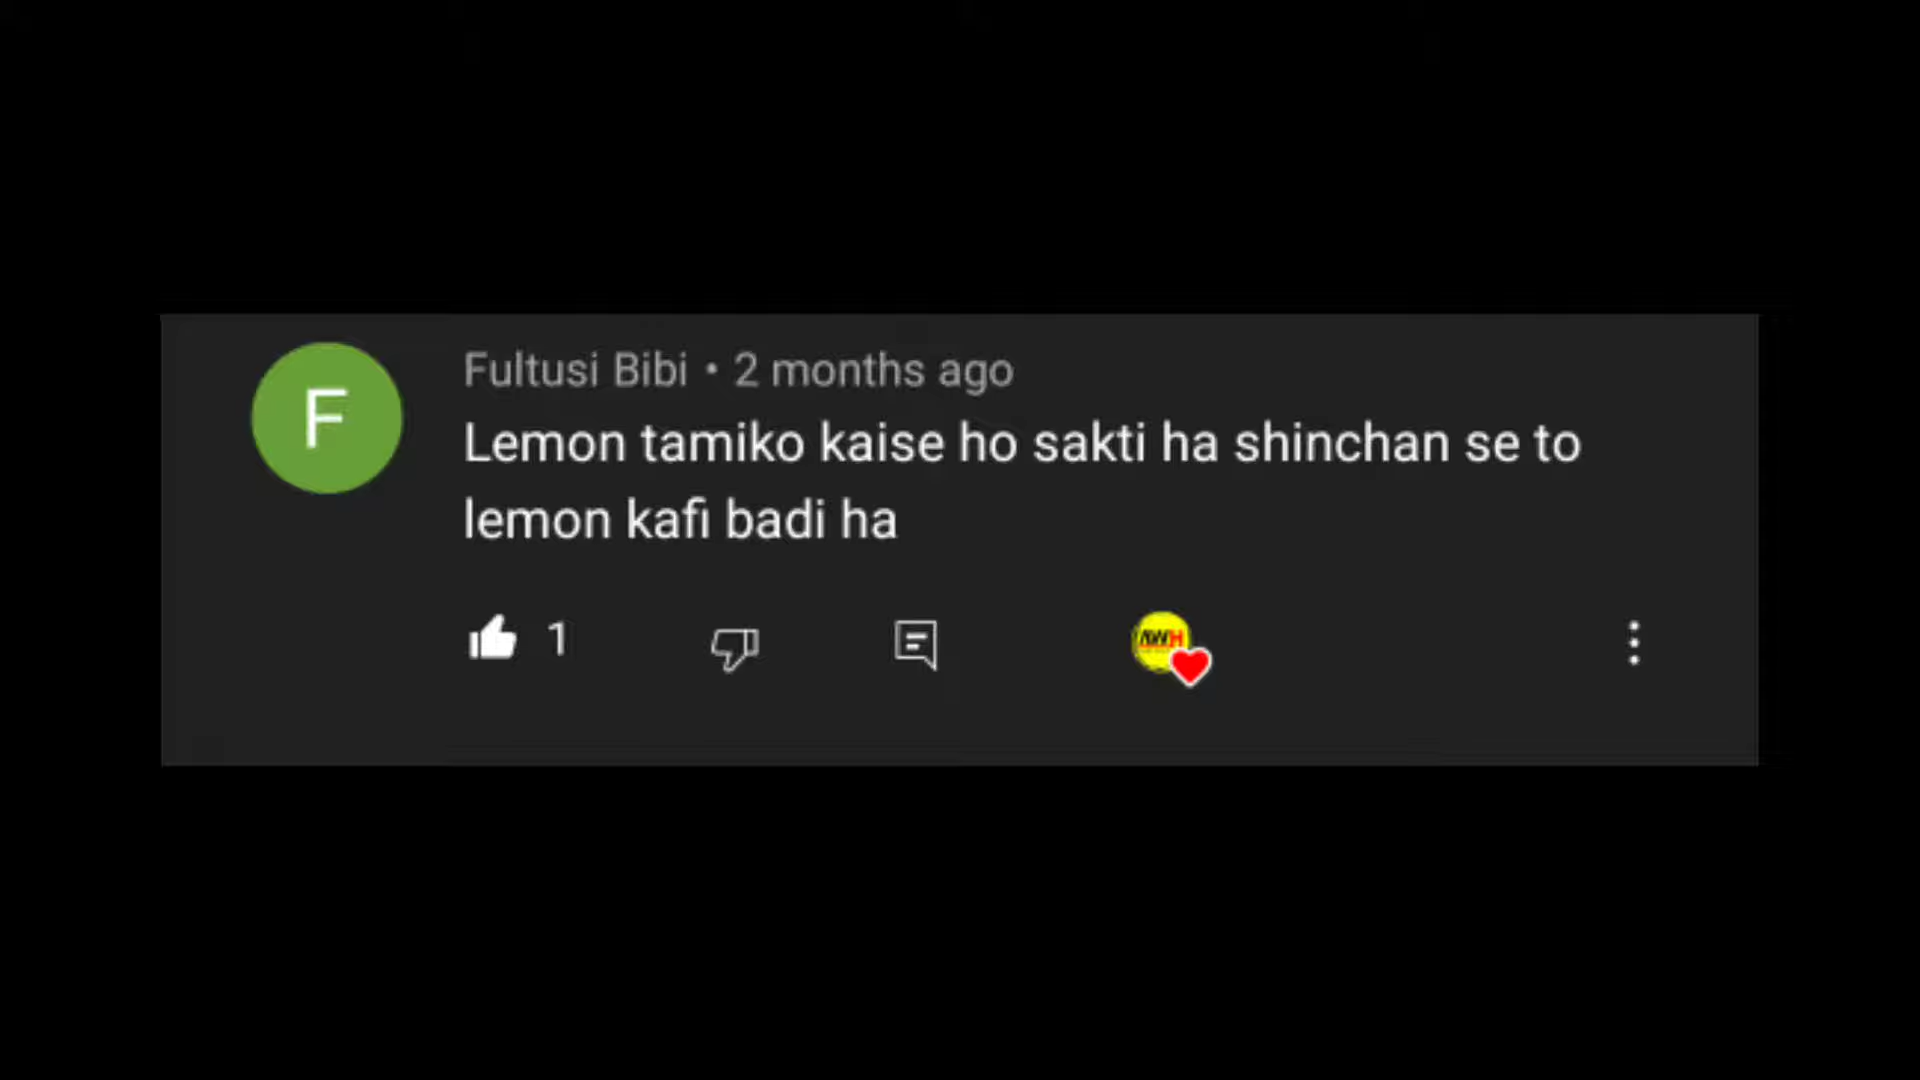 Fultusi Bibi • 2 months ago
F
Lemon tamiko kaise ho sakti ha shinchan se to
lemon kafi badi ha
1